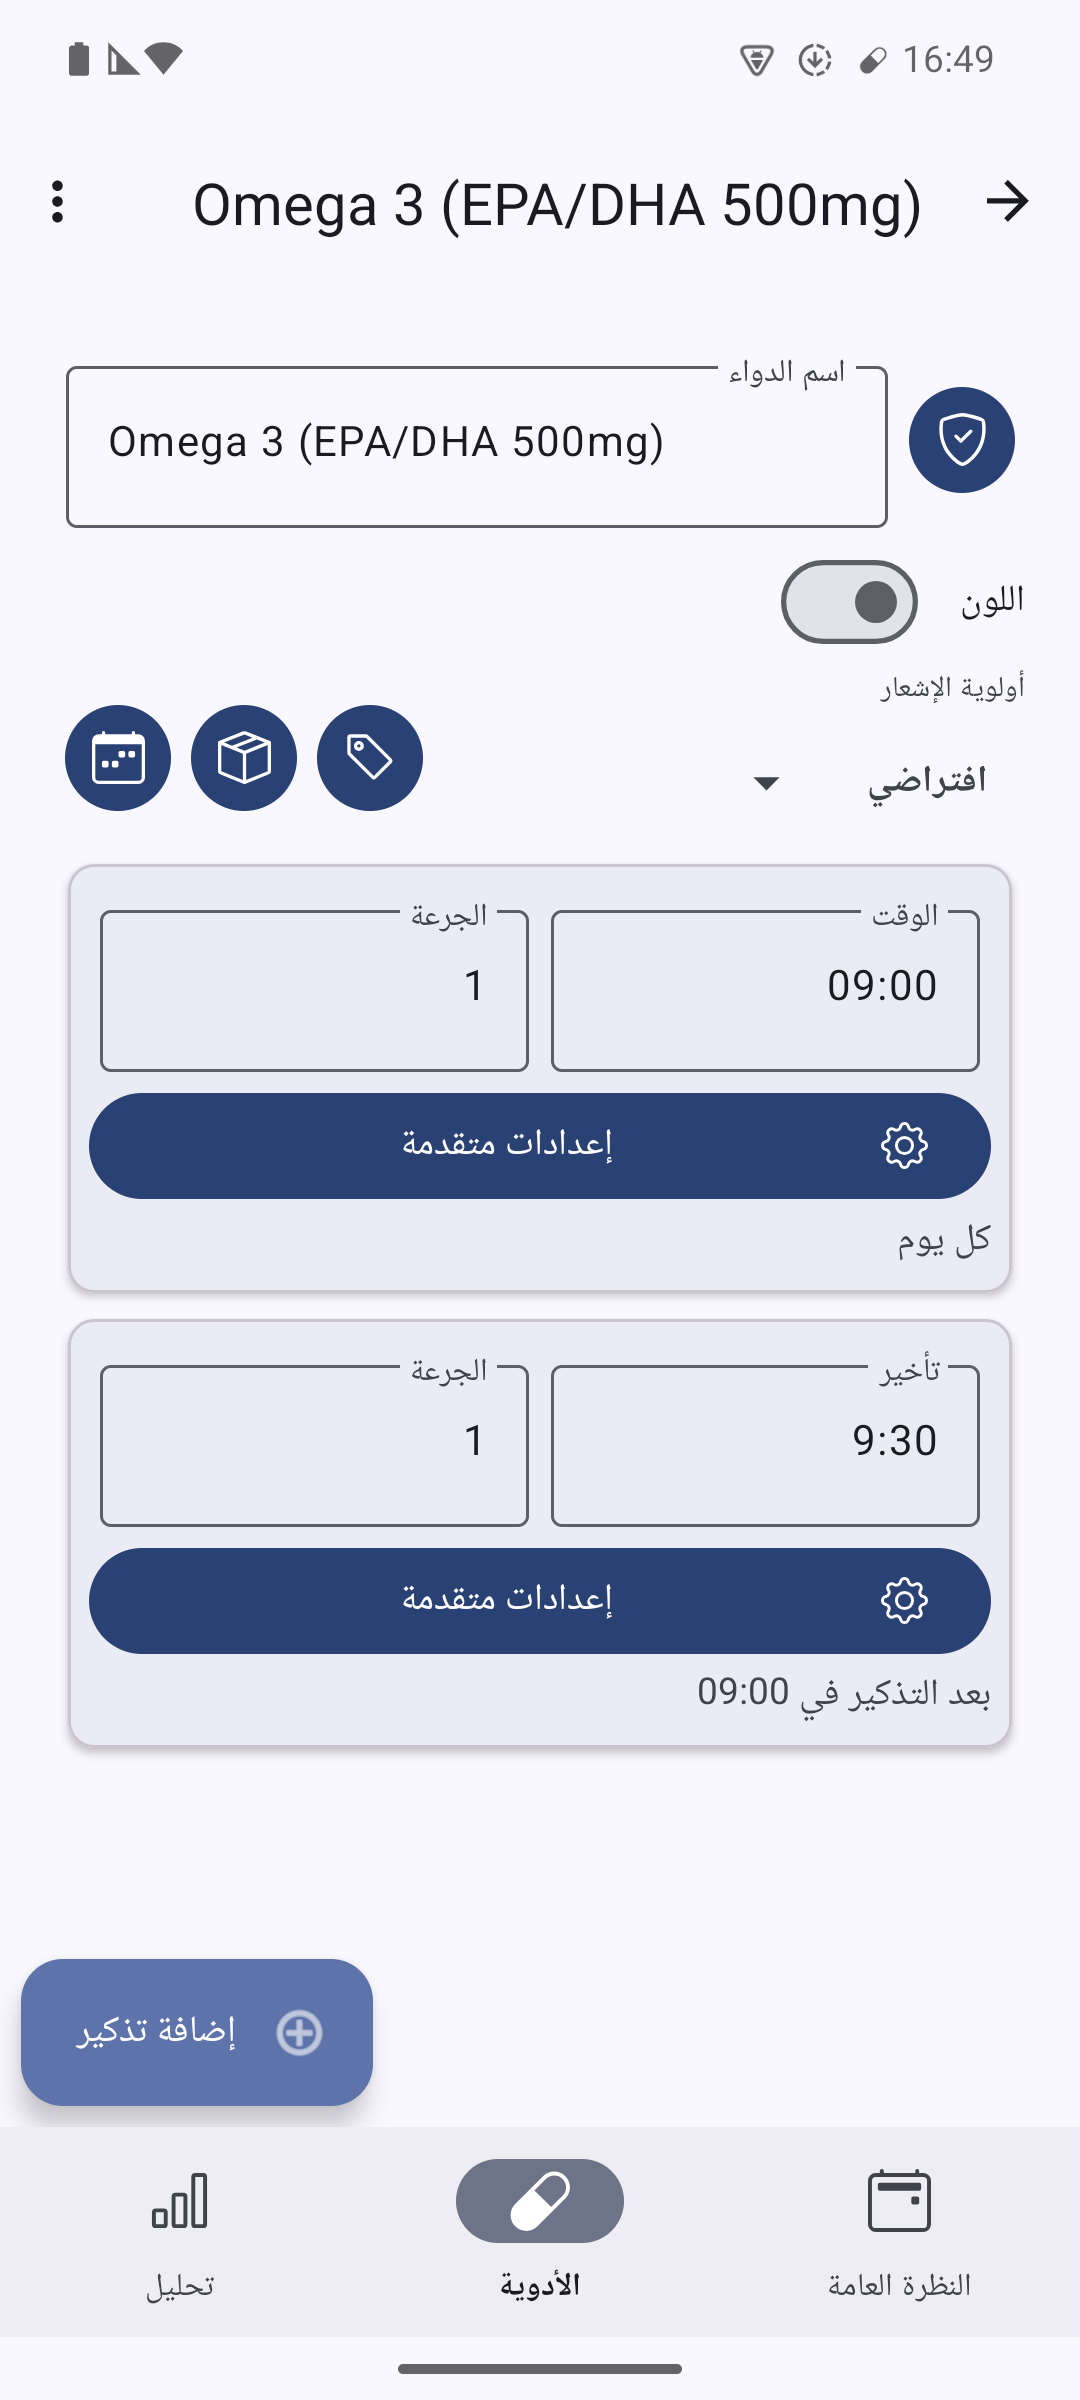 16:49
Omega 3 (EPA/DHA 500mg)
اسم الدواء
Omega 3 (EPA/DHA 500mg)
اللون
أولوية الإشعار
افتراضي
الوقت
09:00
الجرعة
1
إعدادات متقدمة
كل يوم
تأخير
9:30
الجرعة
1
إعدادات متقدمة
بعد التذكير في 09:00
إضافة تذكير
النظرة العامة
الأدوية
تحليل